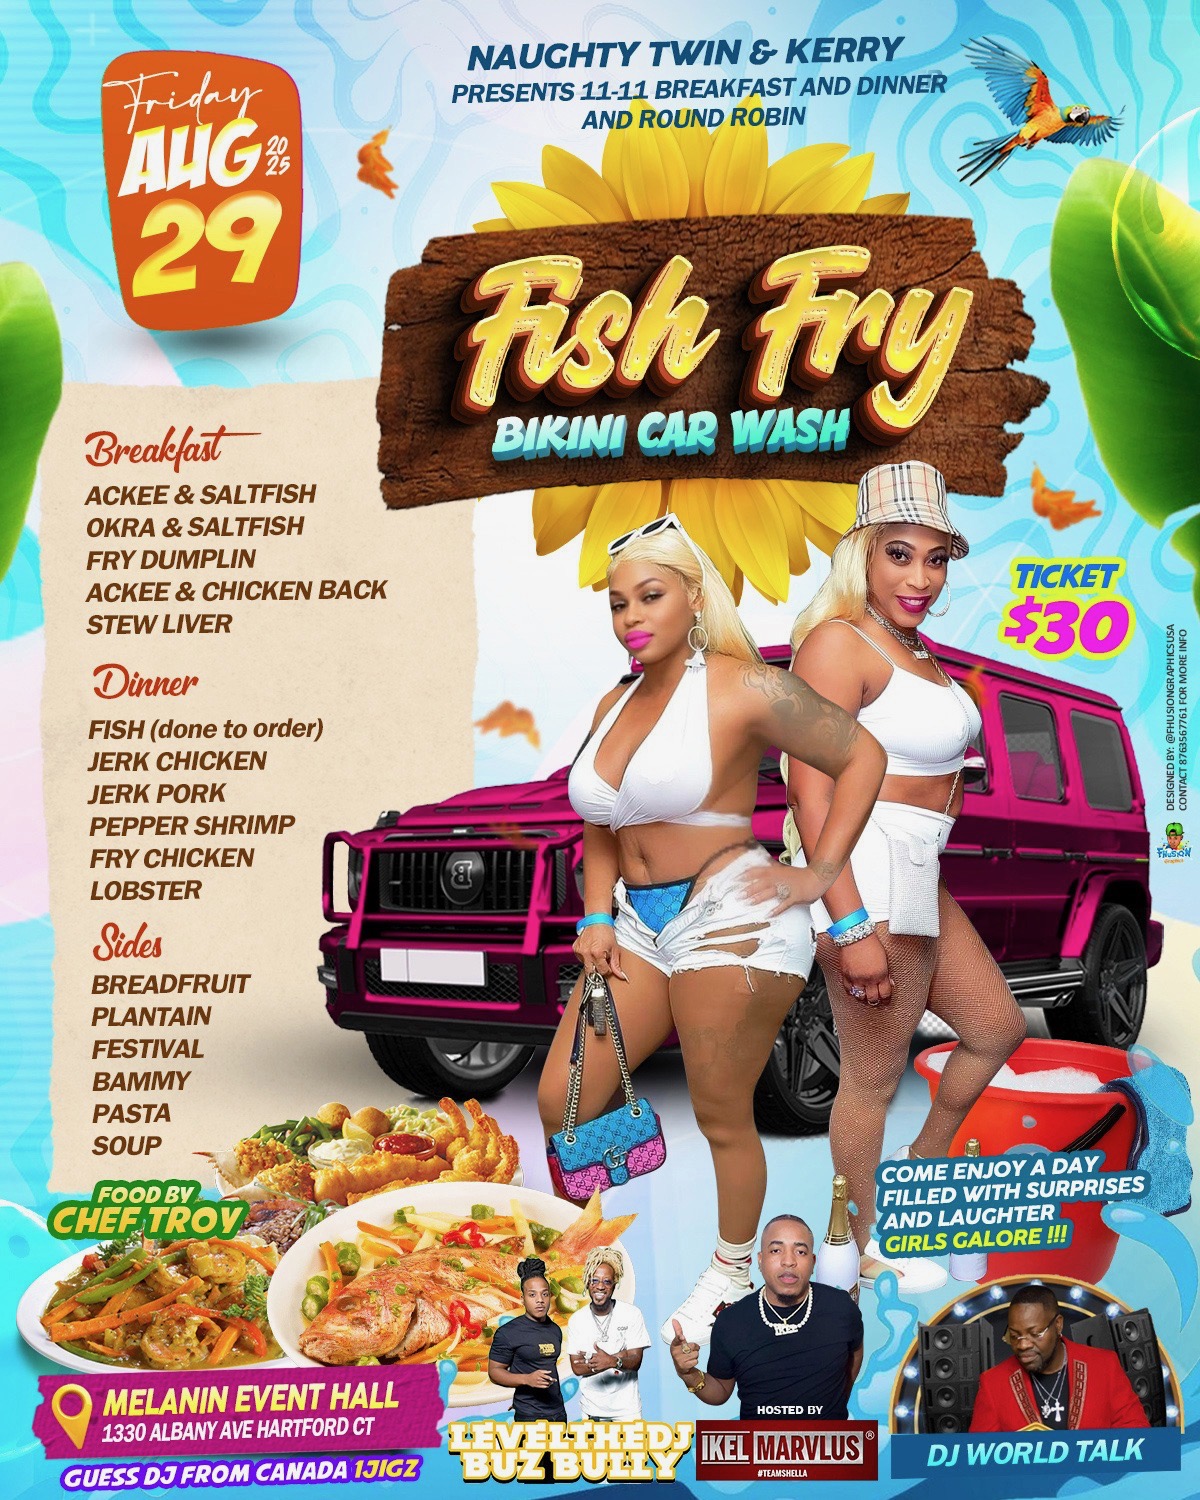 NAUGHTY TWIN & KERRY
PRESENTS 11-11 BREAKFAST AND DINNER
AND ROUND ROBIN
Friday
AUG 2025
29
Fish Fry
BIKINI CAR WASH
Breakfast
ACKEE & SALTFISH
OKRA & SALTFISH
FRY DUMPLIN
ACKEE & CHICKEN BACK
STEW LIVER
Dinner
FISH (done to order)
JERK CHICKEN
JERK PORK
PEPPER SHRIMP
FRY CHICKEN
LOBSTER
Sides
BREADFRUIT
PLANTAIN
FESTIVAL
BAMMY
PASTA
SOUP
TICKET
$30
DESIGNED BY: @FHUSIONGRAPHICSUSA
CONTACT 8763567761 FOR MORE INFO
FHUSION
Graphics
FOOD BY
CHEF TROY
COME ENJOY A DAY
FILLED WITH SURPRISES
AND LAUGHTER
GIRLS GALORE !!!
MELANIN EVENT HALL
1330 ALBANY AVE HARTFORD CT
GUESS DJ FROM CANADA 1JIGZ
LEVELTHEDJ
BUZ BULLY
IKEL
HOSTED BY
IKEL MARVLUS®
#TEAMSHELLA
DJ WORLD TALK